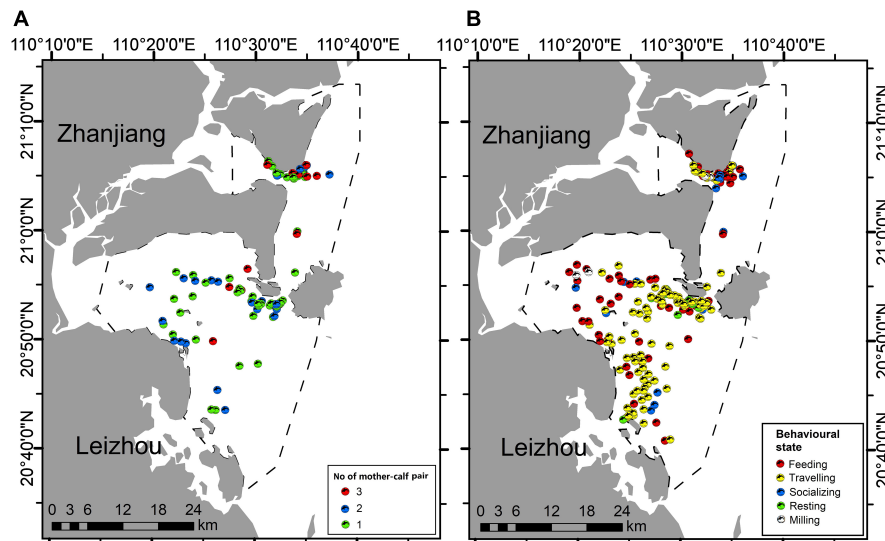 A
110°10'0"E 110°20'0"E 110°30'0"E 110°40'0"E
21°10'0"N
21°0'0"N
20°50'0"N
20°40'0"N
Zhanjiang
Leizhou
No of mother-calf pair
3
2
1
0 3 6 12 18 24
km
B
110°10'0"E 110°20'0"E 110°30'0"E 110°40'0"E
21°10'0"N
21°0'0"N
20°50'0"N
20°40'0"N
Zhanjiang
Leizhou
Behavioural
state
Feeding
Travelling
Socializing
Resting
Milling
0 3 6 12 18 24
km